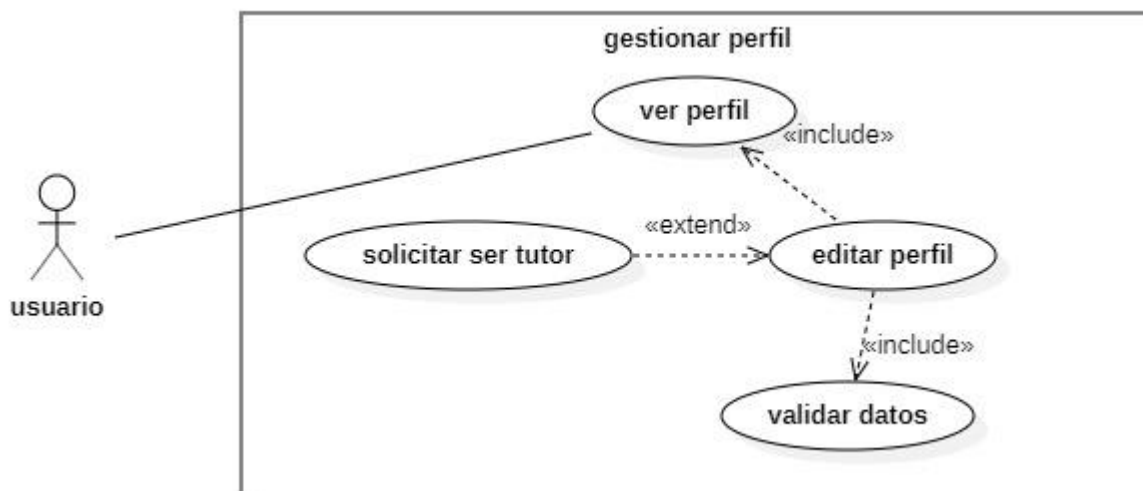 gestionar perfil
ver perfil
«include»
solicitar ser tutor
«extend»
editar perfil
usuario
«include»
validar datos